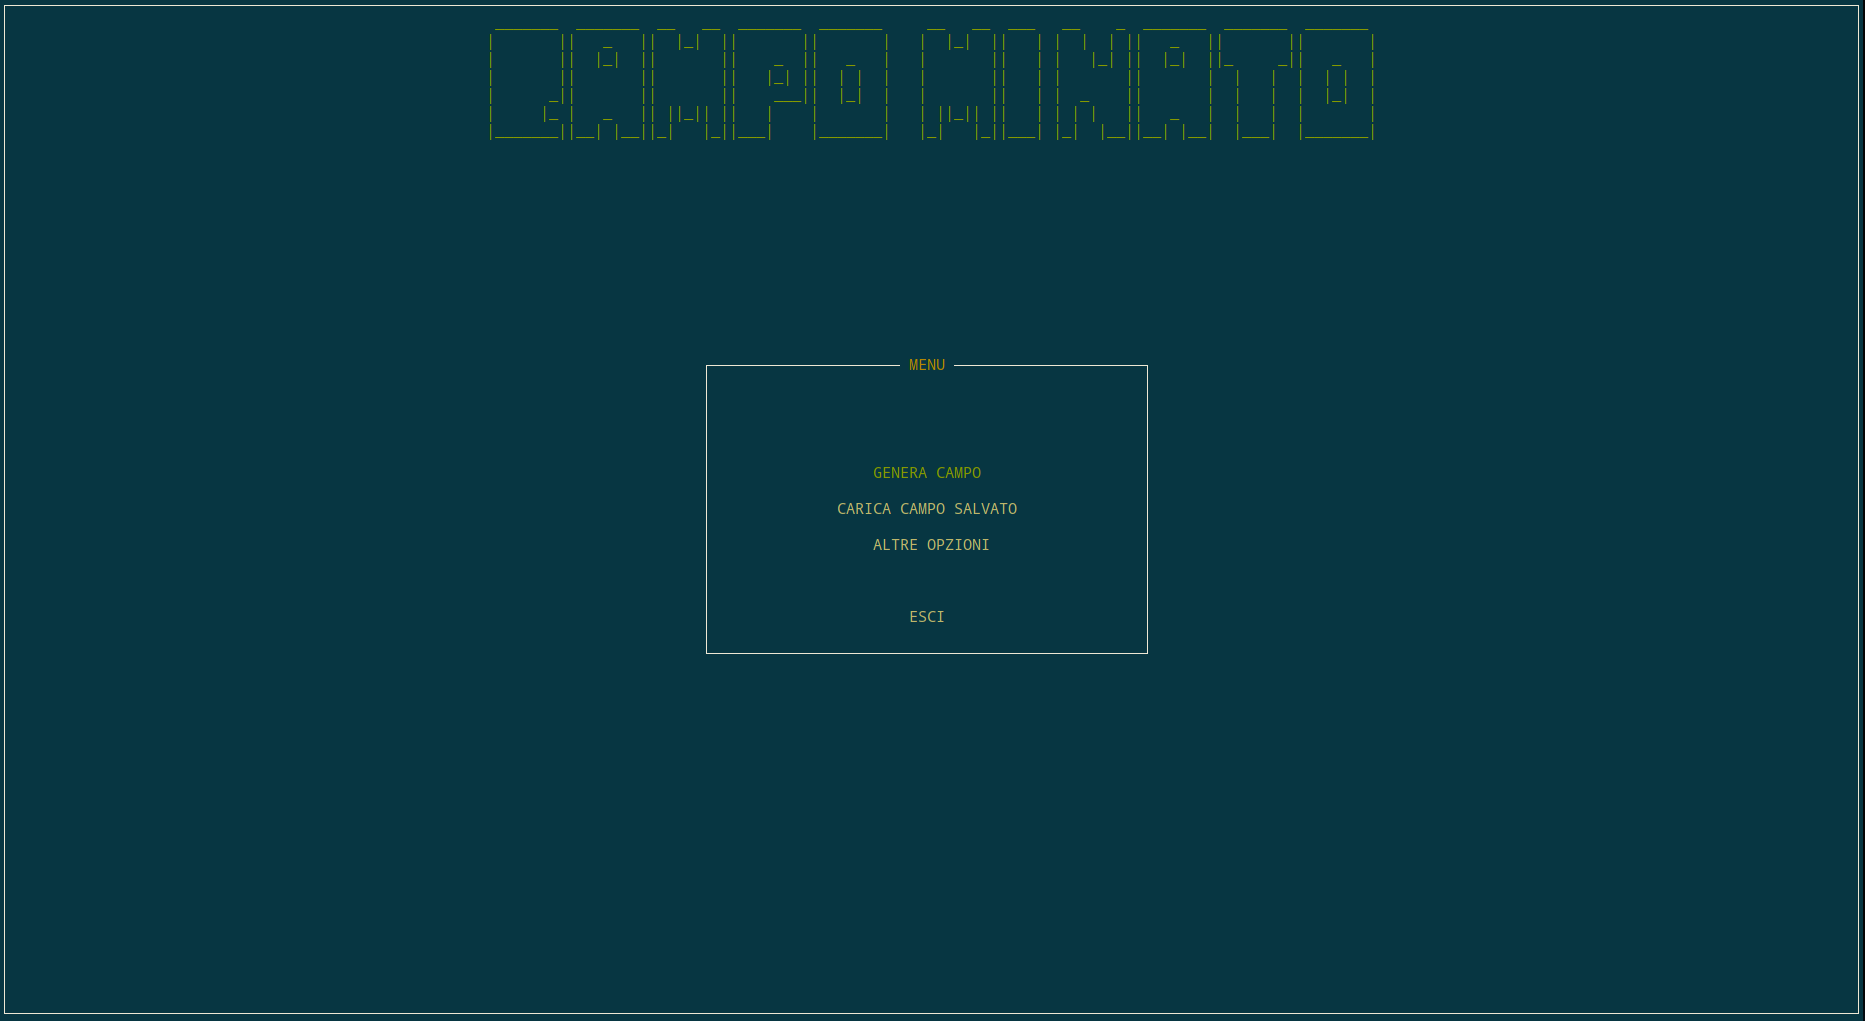 CAMPO MINATO
MENU
GENERA CAMPO
CARICA CAMPO SALVATO
ALTRE OPZIONI
ESCI